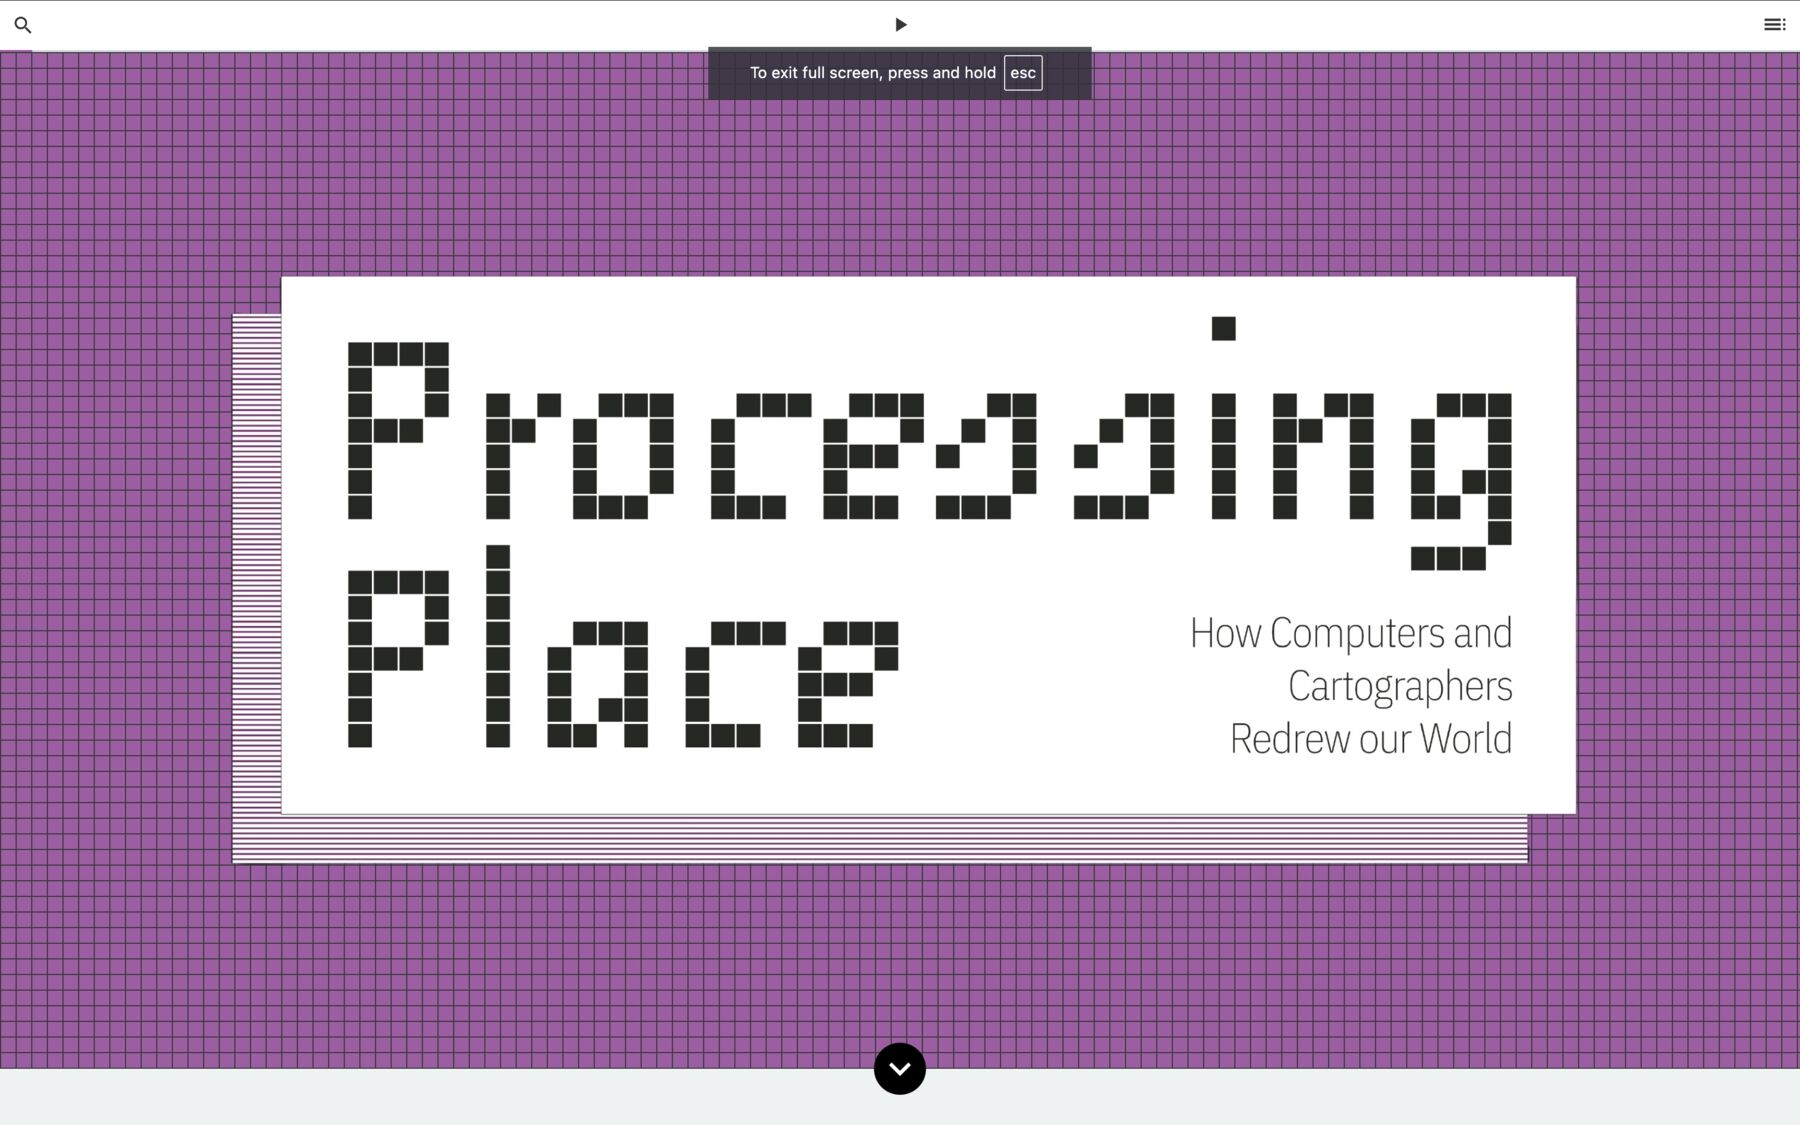 To exit full screen, press and hold esc
Processing
Place
How Computers and
Cartographers
Redrew our World